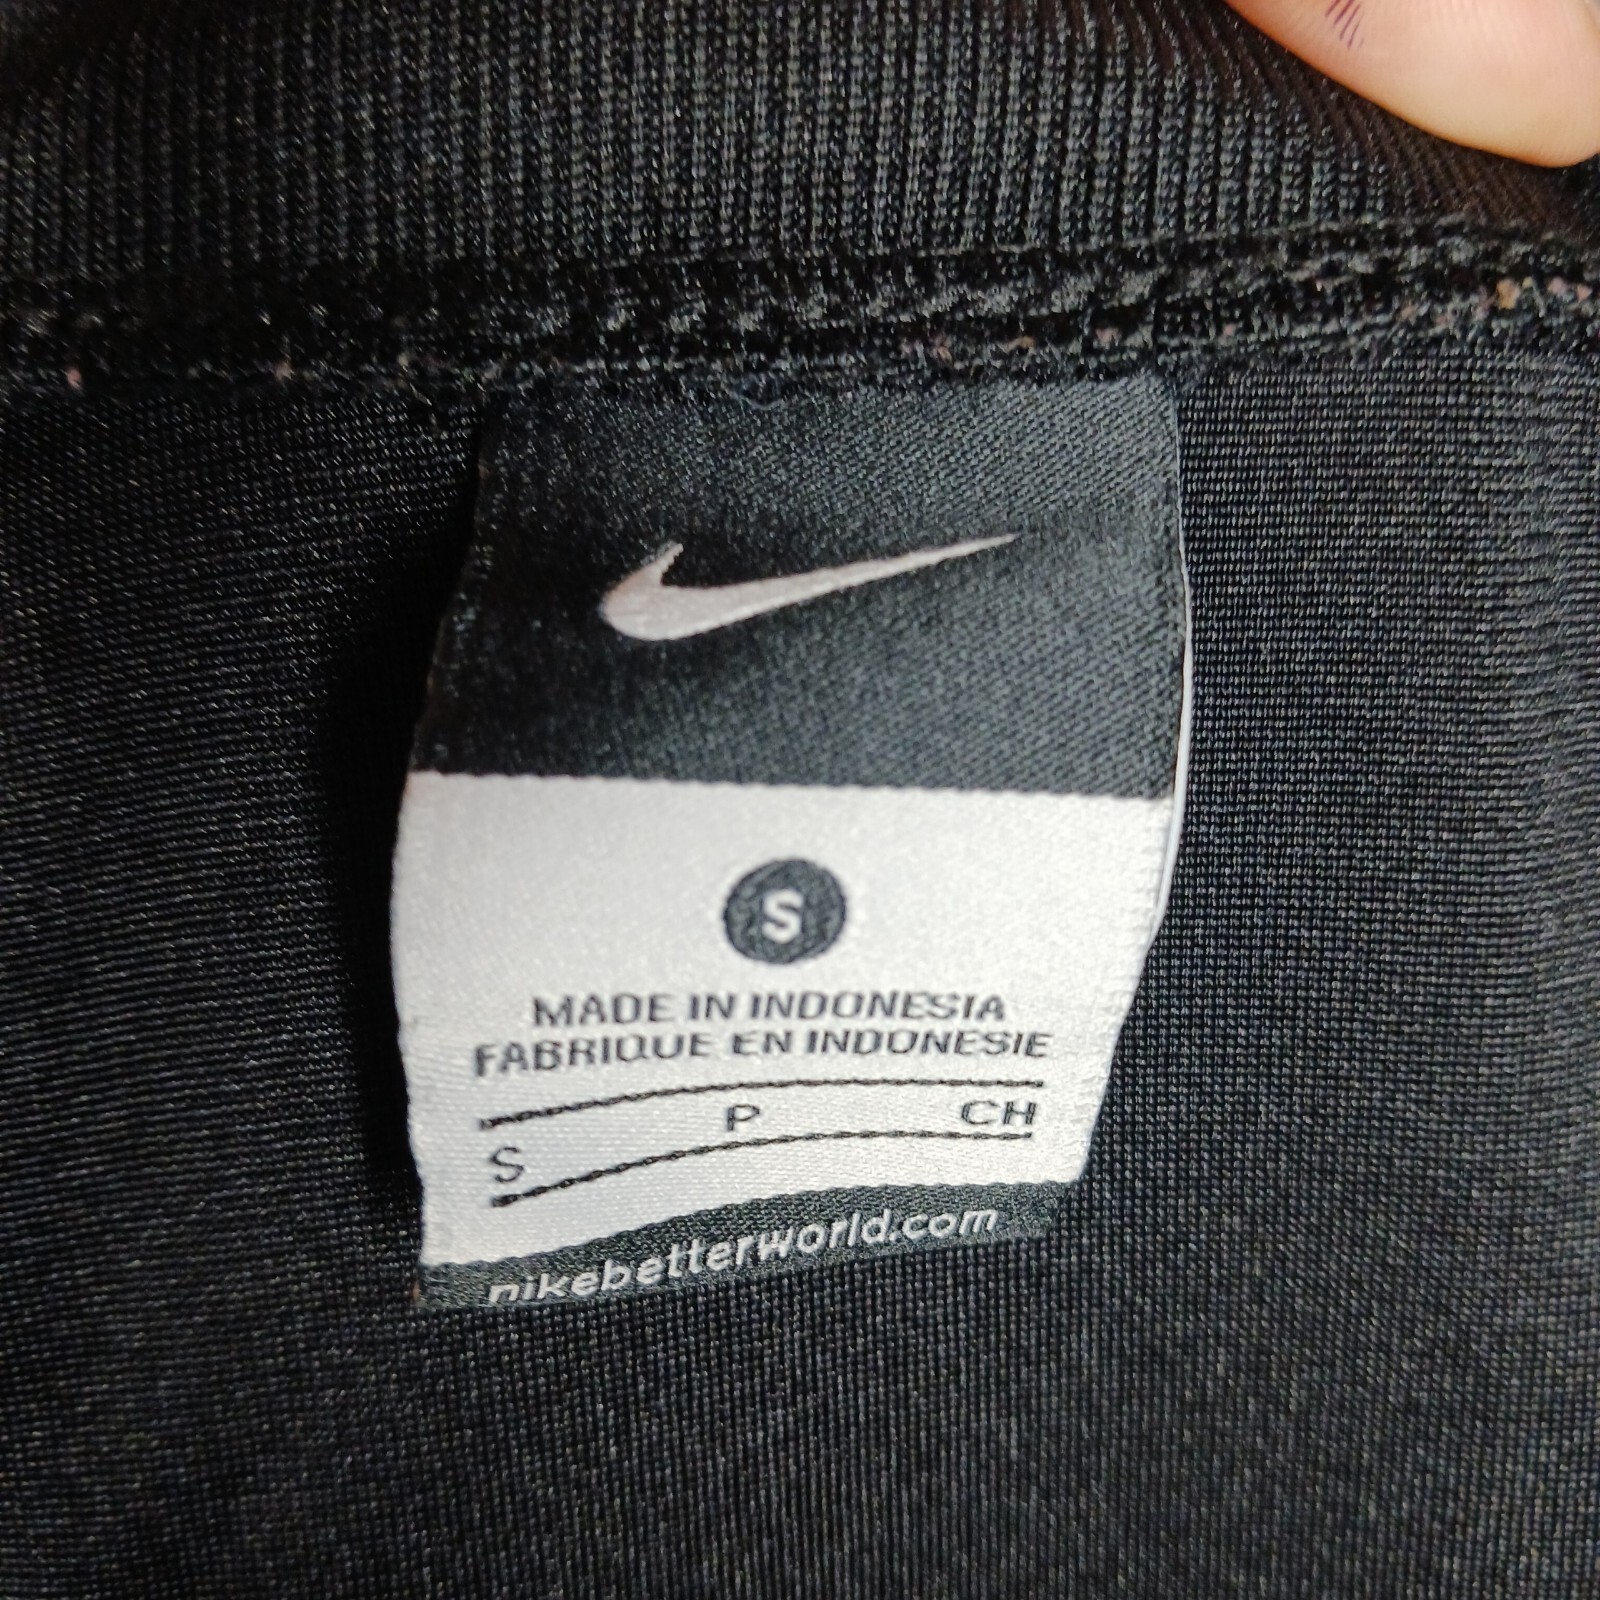 S
MADE IN INDONESIA
FABRIQUE EN INDONESIE
S P CH
nikebetterworld.com